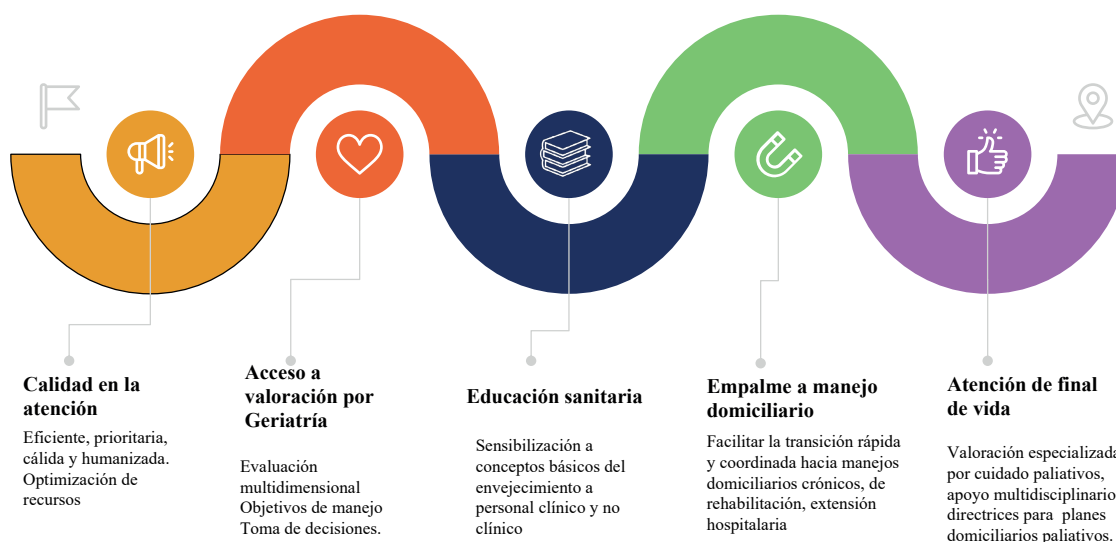 Calidad en la
atención
Eficiente, prioritaria,
cálida y humanizada.
Optimización de
recursos
Acceso a
valoración por
Geriatría
Evaluación
multidimensional
Objetivos de manejo
Toma de decisiones.
Educación sanitaria
Sensibilización a
conceptos básicos del
envejecimiento a
personal clínico y no
clínico
Empalme a manejo
domiciliario
Facilitar la transición rápida
y coordinada hacia manejos
domiciliarios crónicos, de
rehabilitación, extensión
hospitalaria
Atención de final
de vida
Valoración especializada
por cuidado paliativos,
apoyo multidisciplinario
directrices para planes
domiciliarios paliativos.